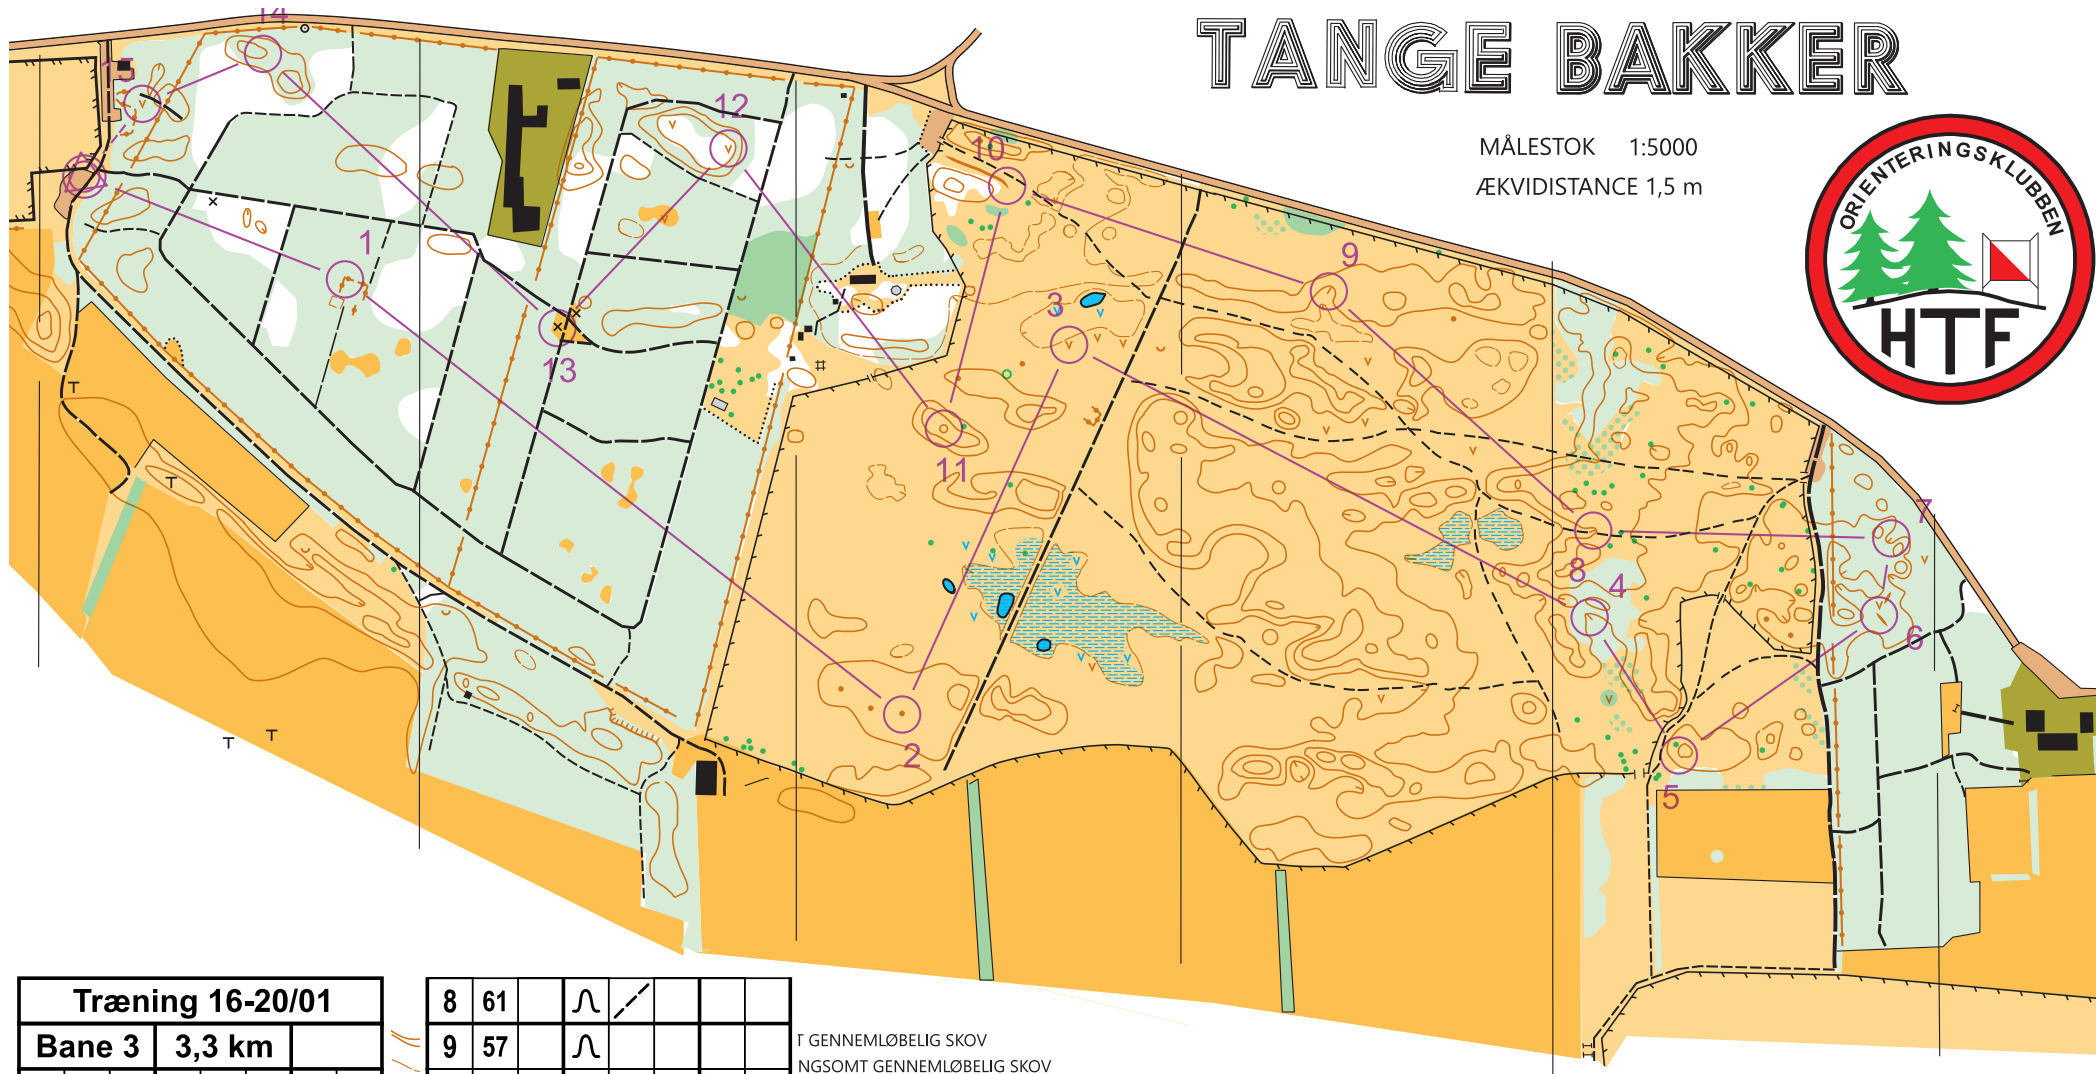 TANGE BAKKER
MÅLESTOK 1:5000
ÆKVIDISTANCE 1,5 m
ORIENTERINGSKLUBBEN
HTF
14
15
12
10
1
9
3
13
11
7
8
4
6
2
5
Træning 16-20/01
Bane 3 3,3 km
8 61
9 57
T GENNEMLØBELIG SKOV
NGSOMT GENNEMLØBELIG SKOV